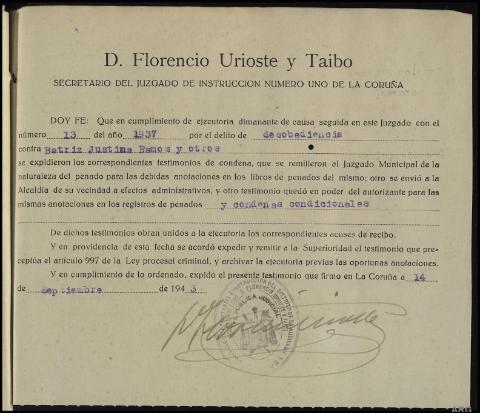 D. Florencio Urioste y Taibo
SECRETARIO DEL JUZGADO DE INSTRUCCION NUMERO UNO DE LA CORUÑA
DOY FE: Que en cumplimiento de ejecutoria dimanante de causa seguida en este Juzgado con el
número 13 del año 1937 por el delito de desobediencia
contra Batriz Justina Ramos y otros
se expidieron los correspondientes testimonios de condena, que se remitieron el Juzgado Municipal de la
naturaleza del penado para las debidas anotaciones en los libros de penados del mismo; otro se envió a la
Alcaldía de su vecindad a efectos administrativos, y otro testimonio quedó en poder del autorizante para las
mismas anotaciones en los registros de penados y condenas condicionales
De dichos testimonios obran unidos a la ejecutoria los correspondientes acuses de recibo.
Y en providencia de esta fecha se acordó expedir y remitir a la Superioridad el testimonio que pre-
ceptúa el artículo 997 de la Ley procesal criminal, y archivar la ejecutoria previas las oportunas anotaciones.
Y en cumplimiento de lo ordenado, expido el presente testimonio que firmo en La Coruña a 14
de Septiembre de 1943